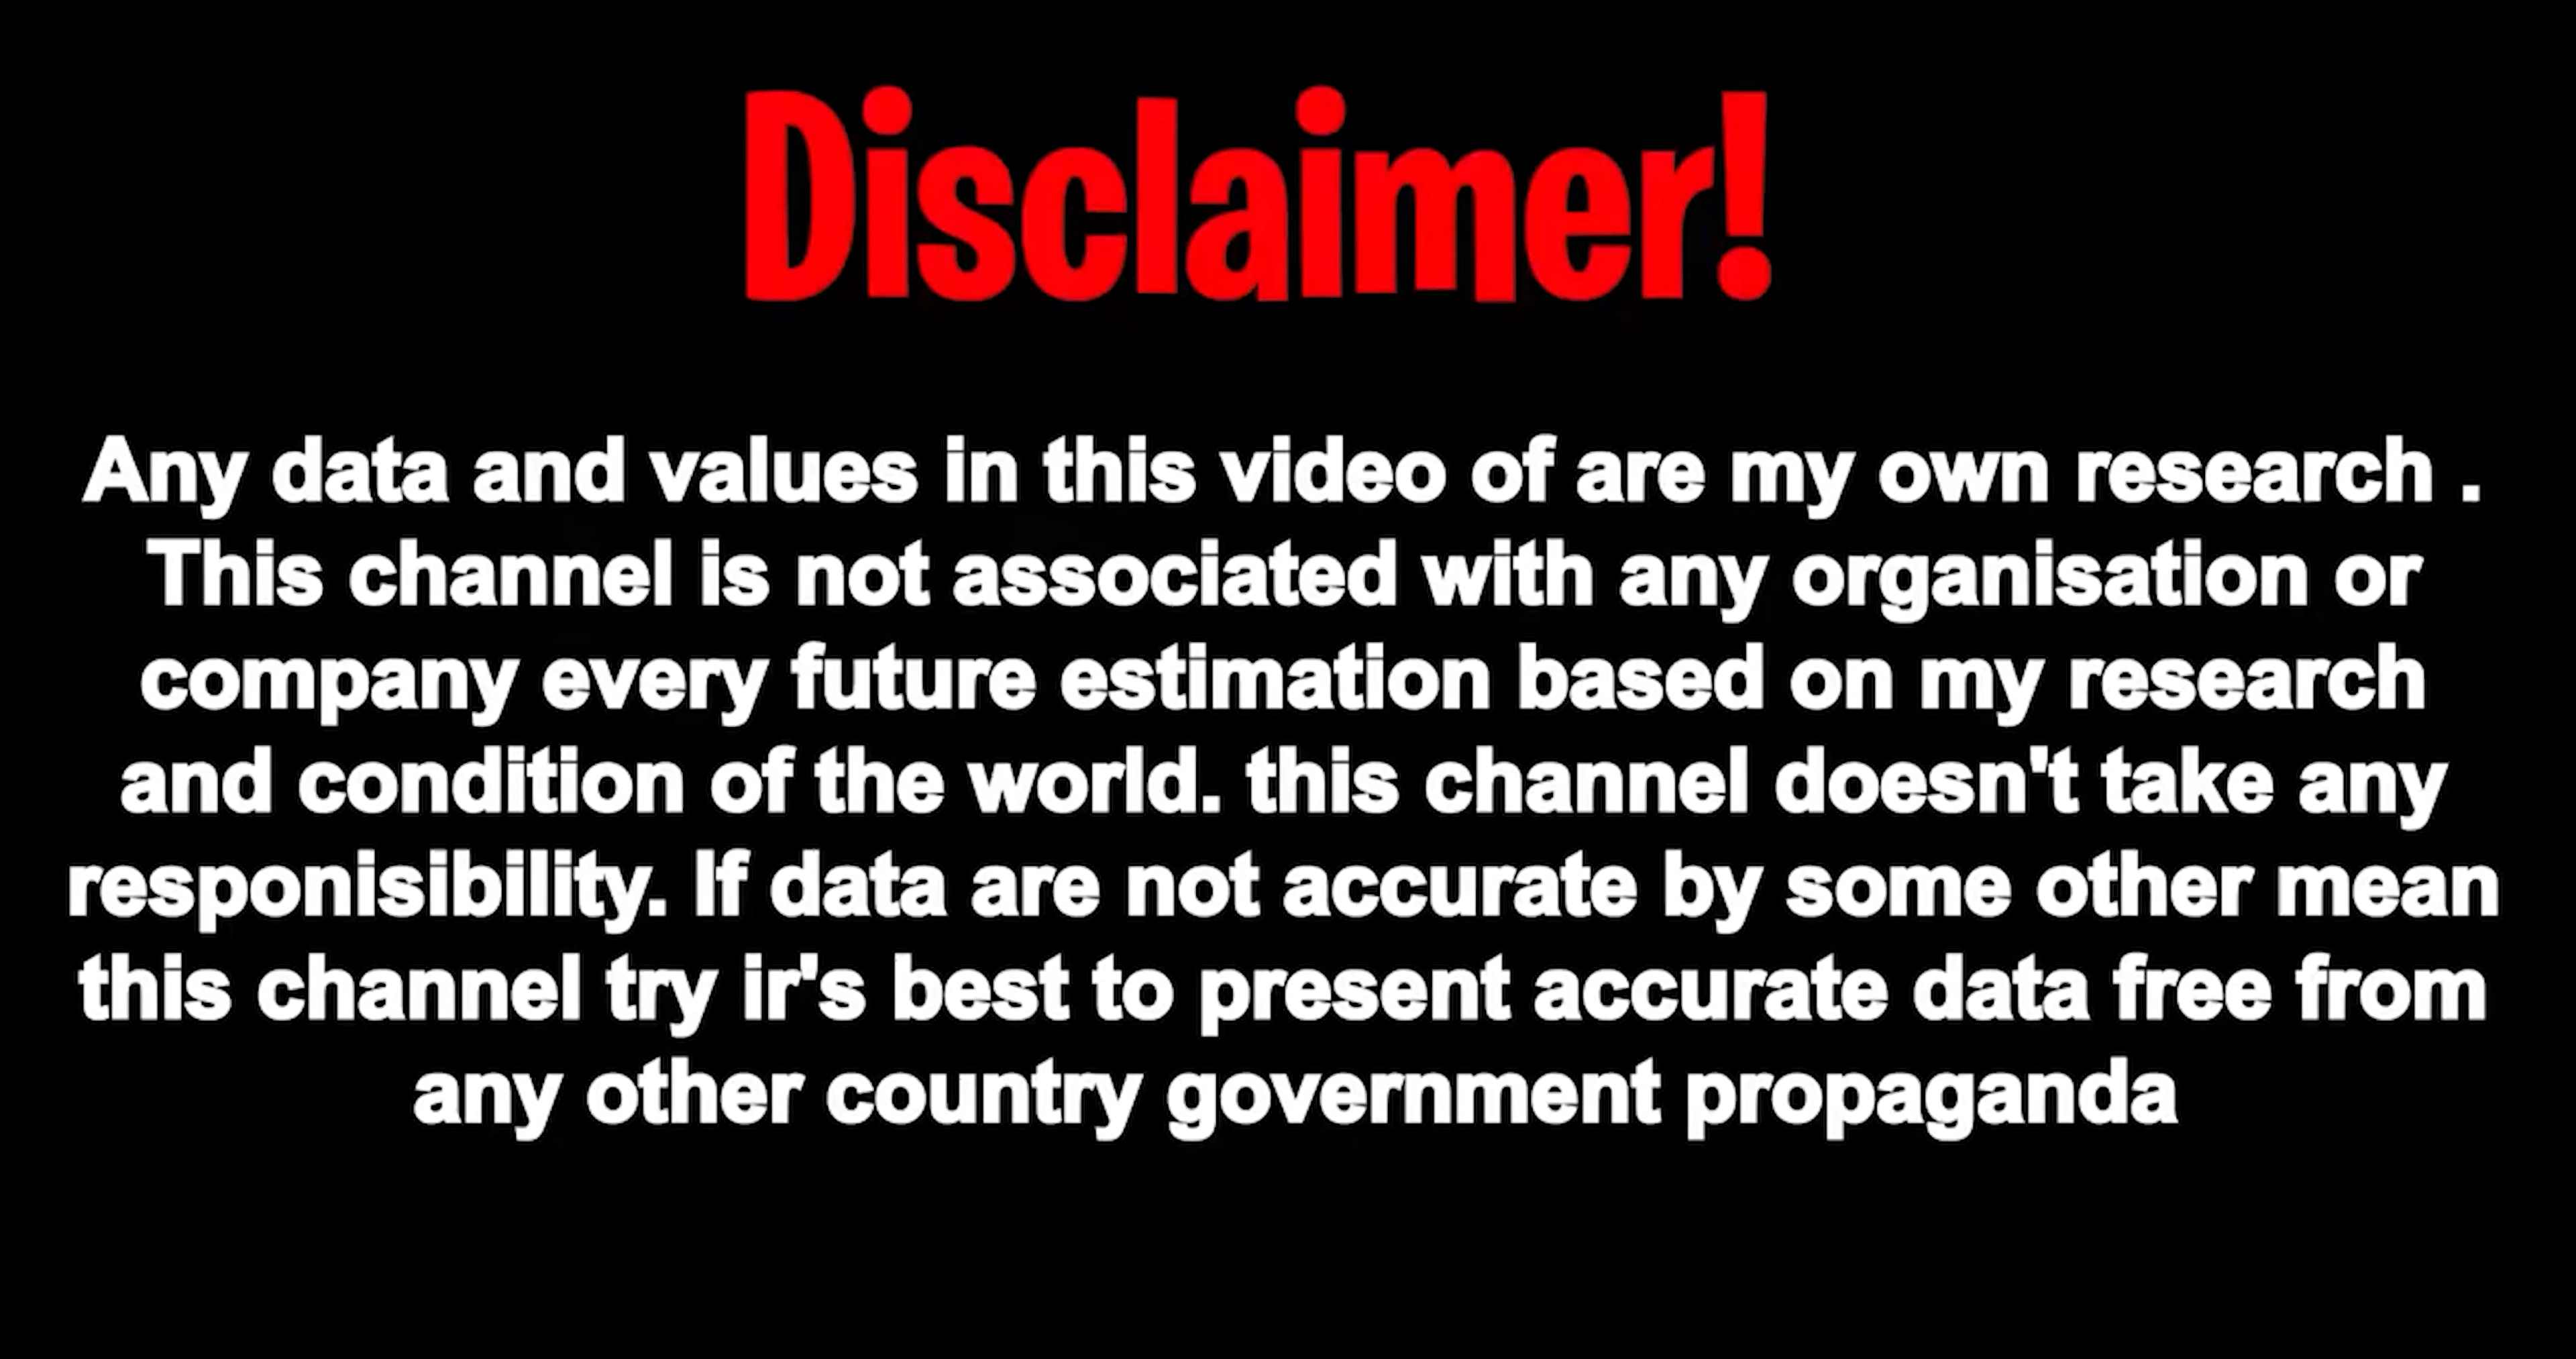 Disclaimer!
Any data and values in this video of are my own research .
This channel is not associated with any organisation or
company every future estimation based on my research
and condition of the world. this channel doesn't take any
responisibility. If data are not accurate by some other mean
this channel try ir's best to present accurate data free from
any other country government propaganda